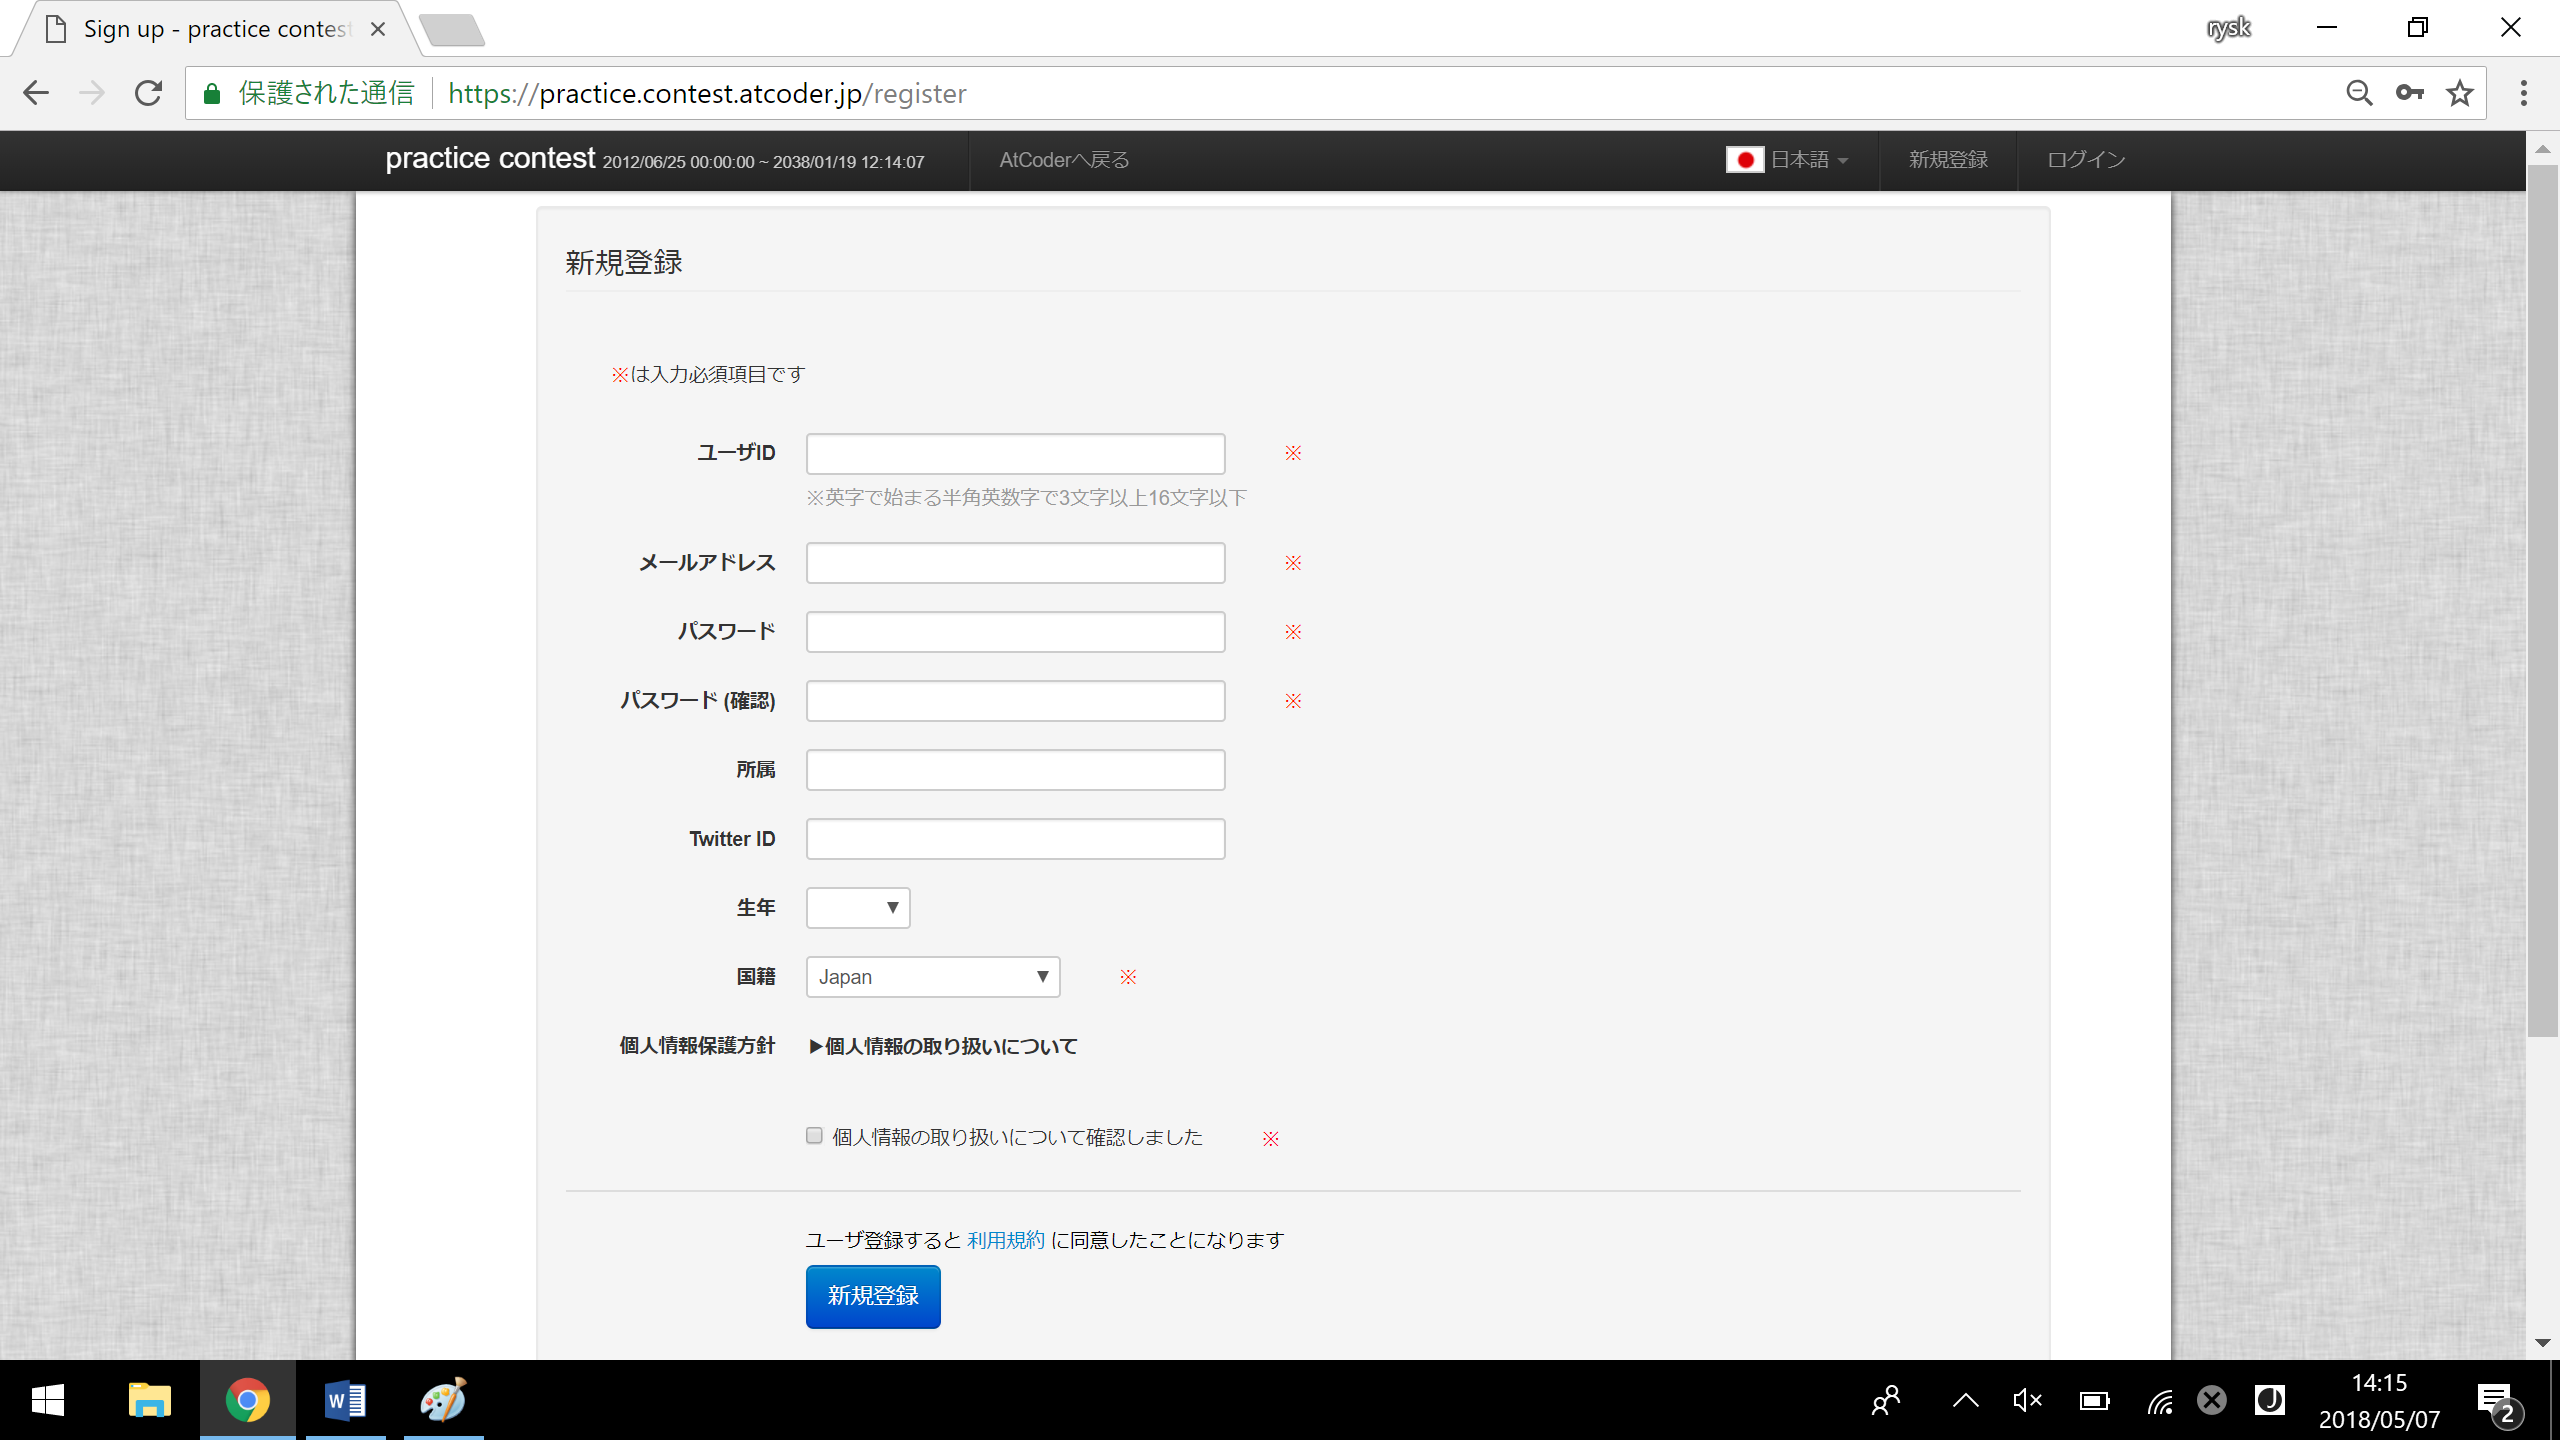 Sign up - practice contest
rysk
保護された通信 https://practice.contest.atcoder.jp/register
practice contest 2012/06/25 00:00:00 ~ 2038/01/19 12:14:07 AtCoderへ戻る 日本語 新規登録 ログイン
新規登録
※は入力必須項目です
ユーザID ※
※英字で始まる半角英数字で3文字以上16文字以下
メールアドレス ※
パスワード ※
パスワード (確認) ※
所属
Twitter ID
生年
国籍 Japan ※
個人情報保護方針 ▶個人情報の取り扱いについて
個人情報の取り扱いについて確認しました ※
ユーザ登録すると 利用規約 に同意したことになります
新規登録
W
J
14:15
2018/05/07
2